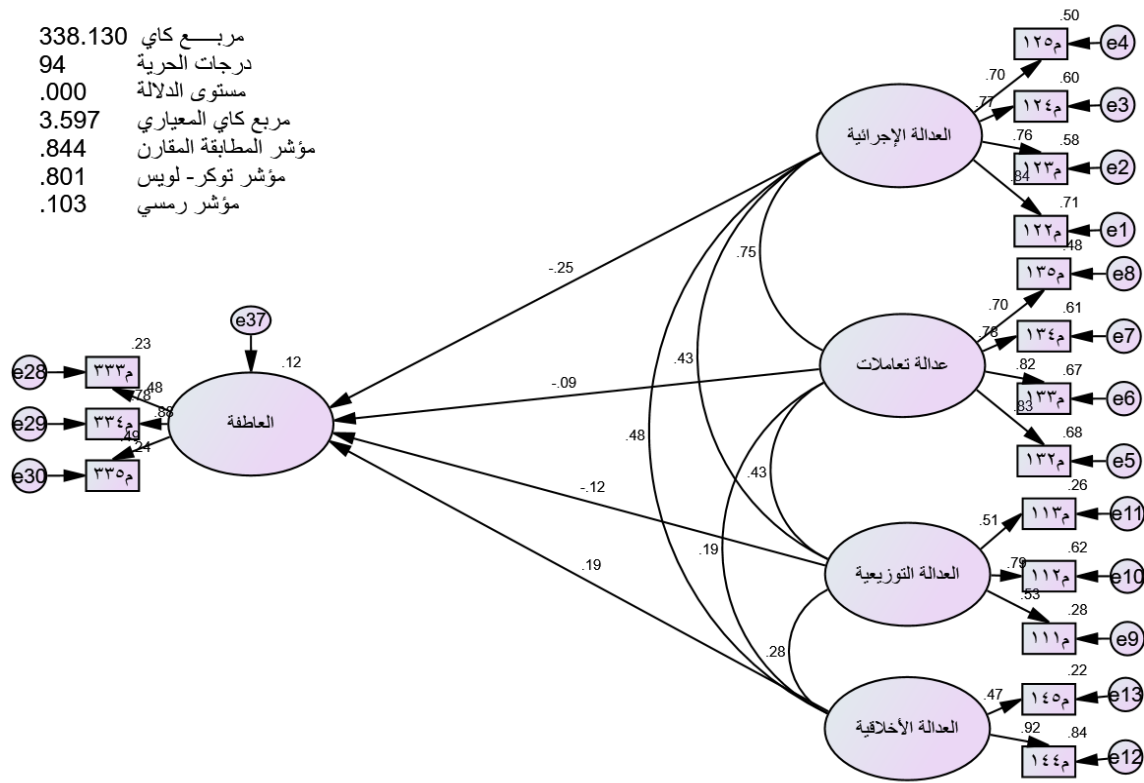 مربـــع كاي 338.130
درجات الحرية 94
مستوى الدلالة .000
مربع كاي المعياري 3.597
مؤشر المطابقة المقارن .844
مؤشر توكر- لويس .801
مؤشر رمسي .103
.50
م١٢٥
e4
.70
.60
م١٢٤
e3
.77
.76
.58
م١٢٣
e2
.84
.71
م١٢٢
e1
العدالة الإجرائية
.48
م١٣٥
e8
.70
.61
م١٣٤
e7
.78
.82
.67
م١٣٣
e6
.83
.68
م١٣٢
e5
عدالة تعاملات
.26
م١١٣
e11
.51
.62
م١١٢
e10
.79
.53
.28
م١١١
e9
العدالة التوزيعية
.22
م١٤٥
e13
.47
.92
.84
م١٤٤
e12
العدالة الأخلاقية
-.25
-.09
-.12
.19
.75
.43
.48
.43
.19
.28
e37
.12
العاطفة
e28
.23
م٣٣٣
.48
.78
e29
م٣٣٤
.88
.49
.24
e30
م٣٣٥